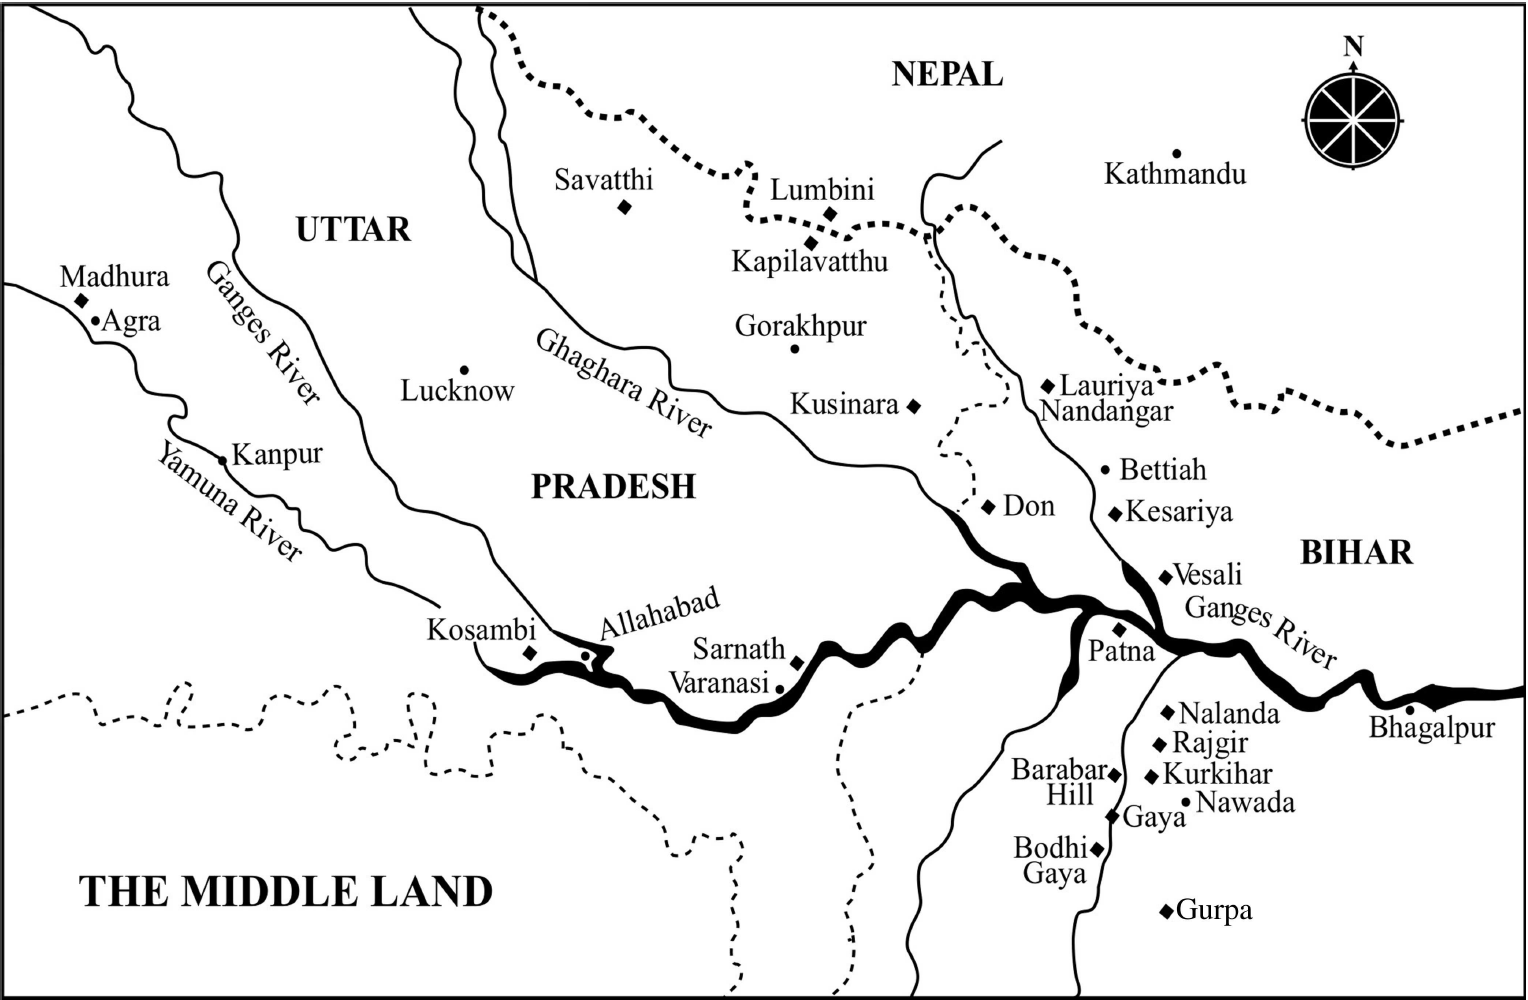 N
NEPAL
Kathmandu
Savatthi
Lumbini
UTTAR
Kapilavatthu
Madhura
Agra
Ganges River
Gorakhpur
Ghaghara River
Lucknow
Kusinara
Lauriya
Nandangar
Kanpur
Yamuna River
Bettiah
PRADESH
Don
Kesariya
BIHAR
Vesali
Ganges River
Allahabad
Kosambi
Sarnath
Patna
Varanasi
Nalanda
Bhagalpur
Rajgir
Barabar
Hill
Kurkihar
Nawada
Gaya
Bodhi
Gaya
THE MIDDLE LAND
Gurpa